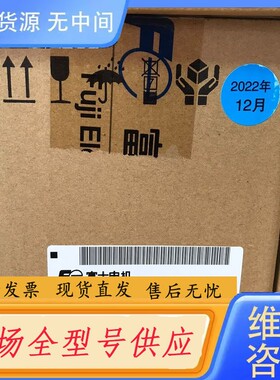 货源 无中间
2022年
12月
Fuji El
富
富士电机
发票 现货直发 售后无忧
场全型号供应
维
咨